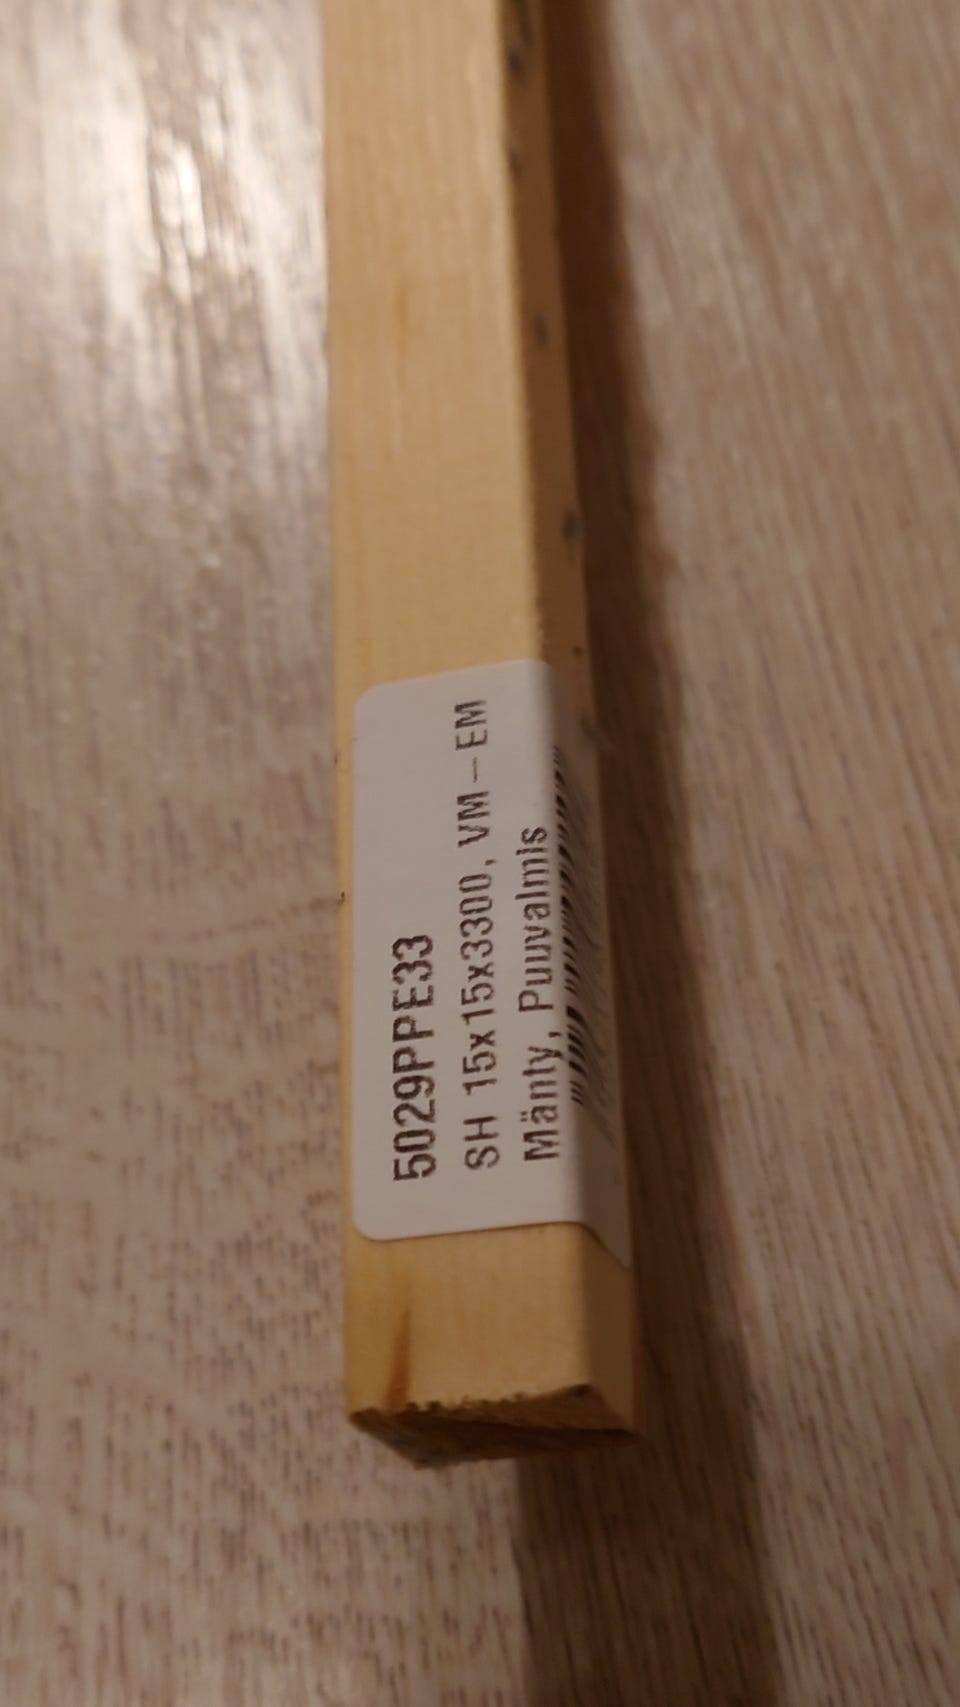 5029PPE33
SH 15x15x3300, VM – EM
Mänty, Puuvalmis